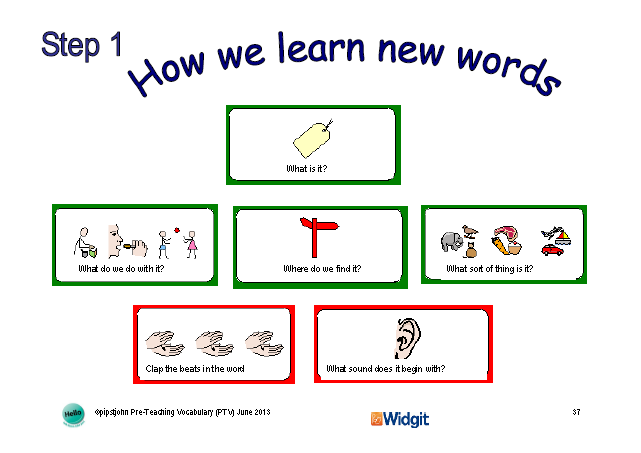 Step 1
How we learn new words
What is it?
What do we do with it?
Where do we find it?
What sort of thing is it?
Clap the beats in the word
What sound does it begin with?
Hello
©pipstjohn Pre-Teaching Vocabulary (PTV) June 2013
Widgit
37